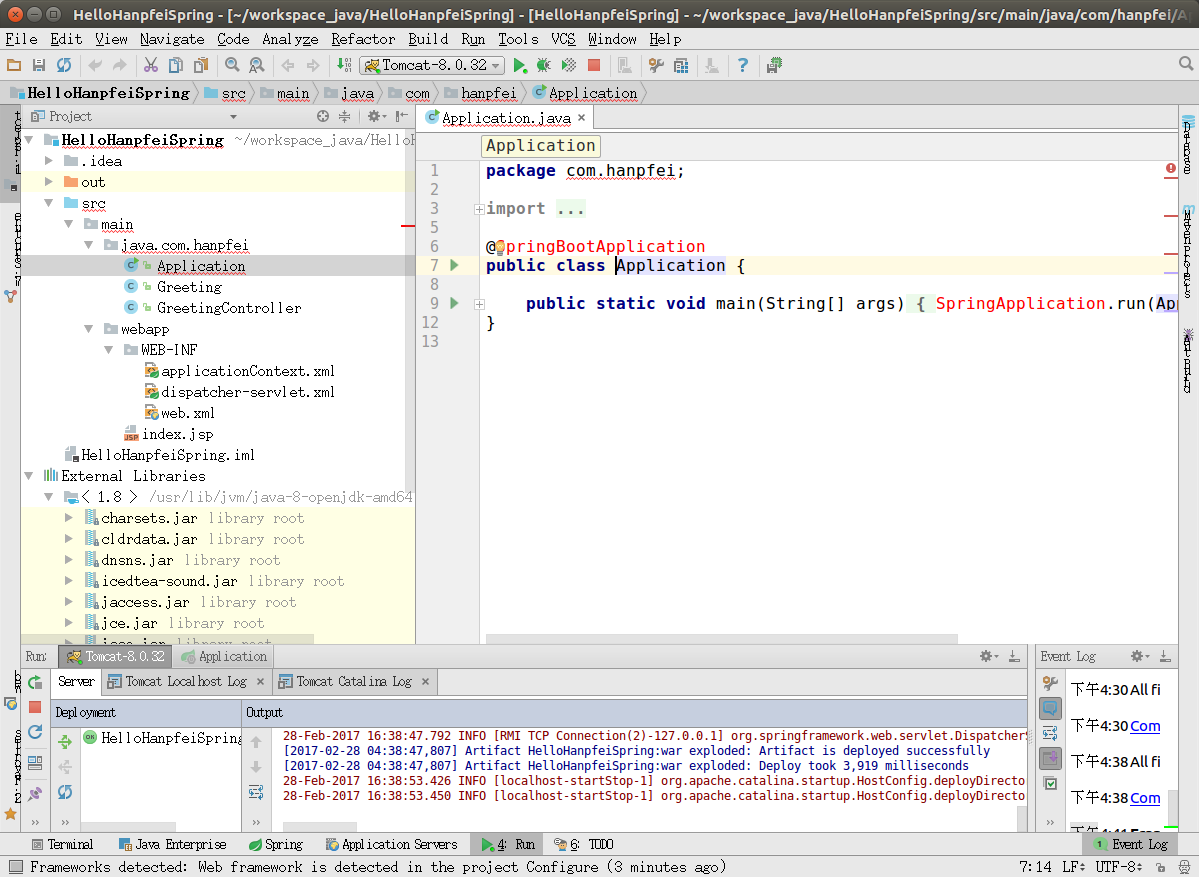 HelloHanpfeiSpring - [~/workspace_java/HelloHanpfeiSpring] - [HelloHanpfeiSpring] - ~/workspace_java/HelloHanpfeiSpring/src/main/java/com/hanpfei/Ap
File Edit View Navigate Code Analyze Refactor Build Run Tools VCS Window Help
Tomcat-8.0.32
HelloHanpfeiSpring src main java com hanpfei Application
Project
Application.java
HelloHanpfeiSpring ~/workspace_java/HelloH
.idea
out
src
main
java.com.hanpfei
Application
Greeting
GreetingController
webapp
WEB-INF
applicationContext.xml
dispatcher-servlet.xml
web.xml
index.jsp
HelloHanpfeiSpring.iml
External Libraries
< 1.8 > /usr/lib/jvm/java-8-openjdk-amd64
charsets.jar library root
cldrdata.jar library root
dnsns.jar library root
icedtea-sound.jar library root
jaccess.jar library root
jce.jar library root
Application
1 package com.hanpfei;
2
3 import ...
5
6 @SpringBootApplication
7 public class Application {
8
9 public static void main(String[] args) { SpringApplication.run(App
12 }
13
Run: Tomcat-8.0.32 Application
Server Tomcat Localhost Log Tomcat Catalina Log
Deployment Output
HelloHanpfeiSpring
28-Feb-2017 16:38:47.792 INFO [RMI TCP Connection(2)-127.0.0.1] org.springframework.web.servlet.DispatcherS
[2017-02-28 04:38:47,807] Artifact HelloHanpfeiSpring:war exploded: Artifact is deployed successfully
[2017-02-28 04:38:47,807] Artifact HelloHanpfeiSpring:war exploded: Deploy took 3,919 milliseconds
28-Feb-2017 16:38:53.426 INFO [localhost-startStop-1] org.apache.catalina.startup.HostConfig.deployDirecto
28-Feb-2017 16:38:53.450 INFO [localhost-startStop-1] org.apache.catalina.startup.HostConfig.deployDirecto
Event Log
下午4:30 All fi
下午4:30 Com
下午4:38 All fi
下午4:38 Com
Terminal Java Enterprise Spring Application Servers 4: Run 6: TODO 1 Event Log
Frameworks detected: Web framework is detected in the project Configure (3 minutes ago) 7:14 LF÷ UTF-8÷